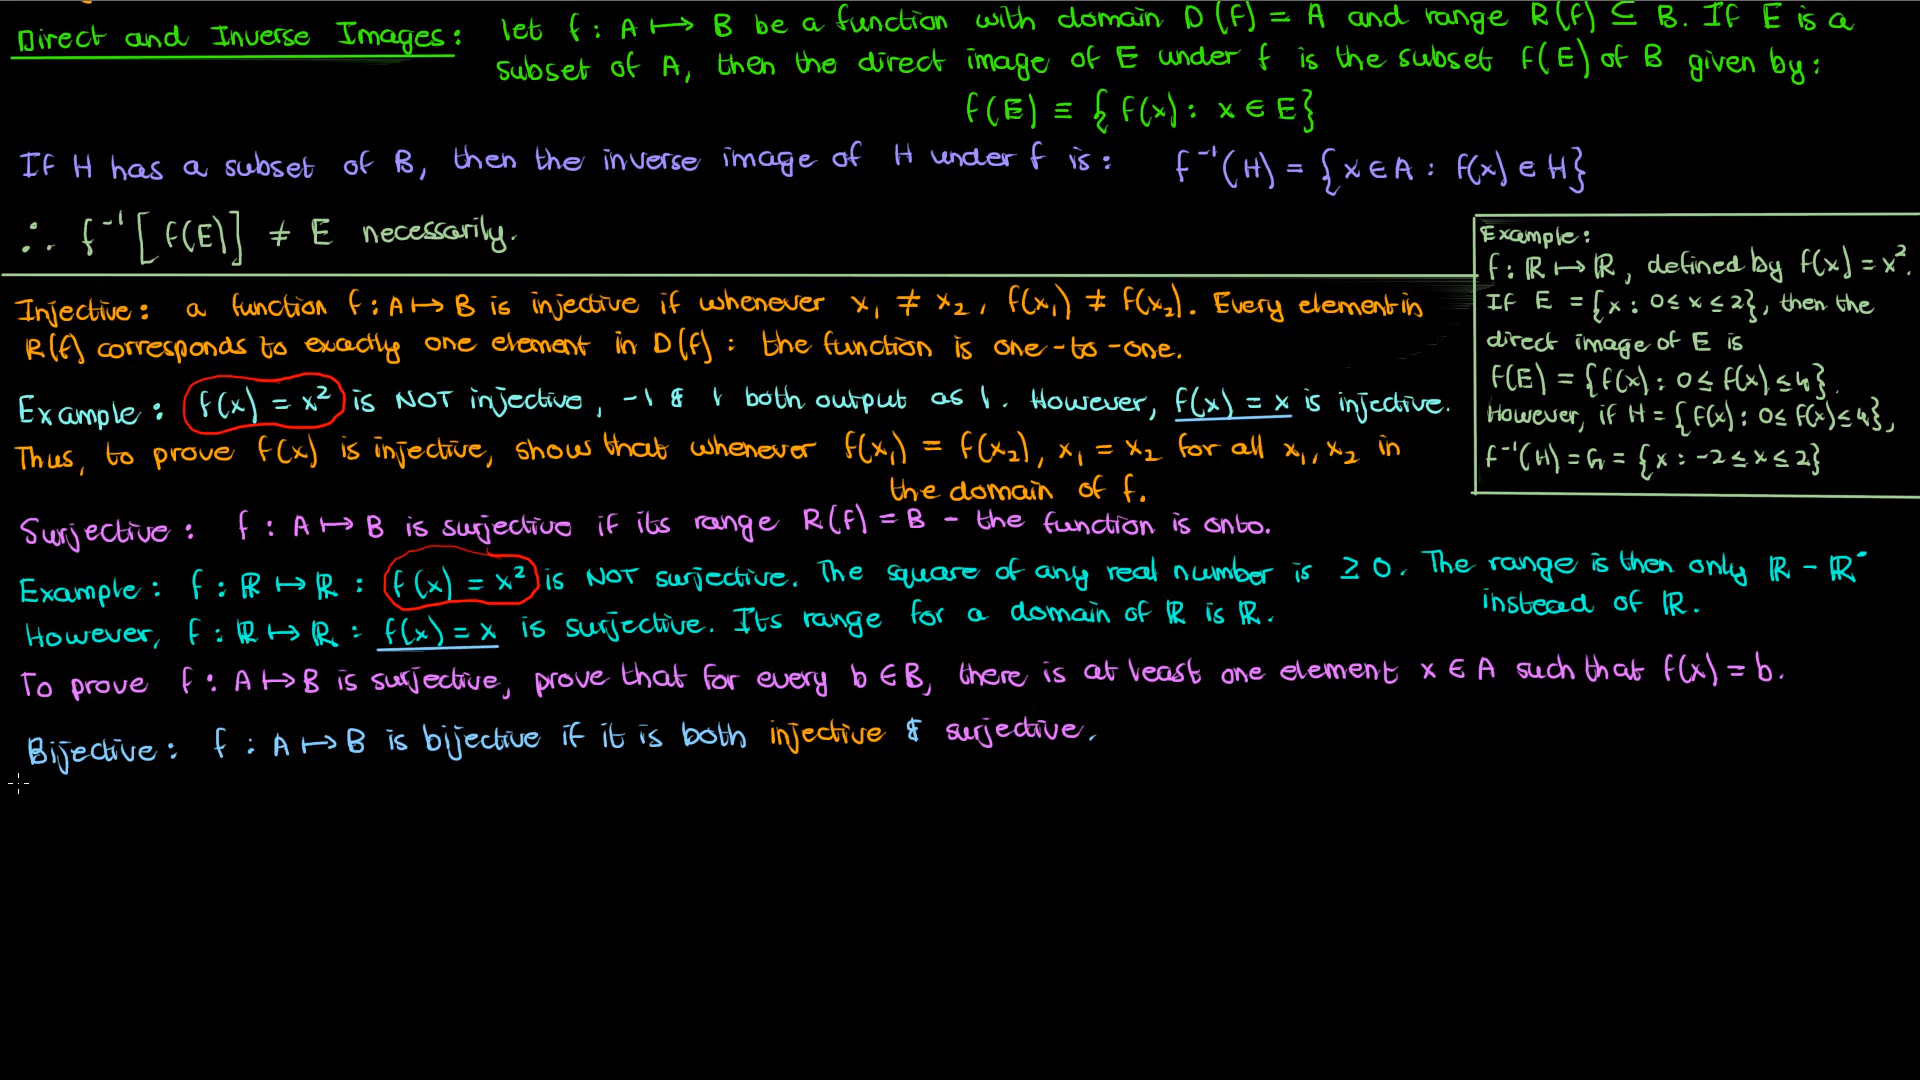 Direct and Inverse Images: let f: A ↦ B be a function with domain D(f) = A and range R(f) ⊆ B. If E is a
subset of A, then the direct image of E under f is the subset f(E) of B given by:
f(E) ≡ {f(x): x ∈ E}
If H has a subset of B, then the inverse image of H under f is: f⁻¹(H) = {x ∈ A : f(x) ∈ H}
∴ f⁻¹[f(E)] ≠ E necessarily.
Example:
f: ℝ ↦ ℝ, defined by f(x) = x².
If E = {x : 0 ≤ x ≤ 2}, then the
direct image of E is
f(E) = {f(x) : 0 ≤ f(x) ≤ 4}.
However, if H = {f(x) : 0 ≤ f(x) ≤ 4},
f⁻¹(H) = G = {x : -2 ≤ x ≤ 2}
Injective: a function f: A ↦ B is injective if whenever x₁ ≠ x₂, f(x₁) ≠ f(x₂). Every element in
R(f) corresponds to exactly one element in D(f) : the function is one-to-one.
Example: f(x) = x² is NOT injective, -1 & 1 both output as 1. However, f(x) = x is injective.
Thus, to prove f(x) is injective, show that whenever f(x₁) = f(x₂), x₁ = x₂ for all x₁, x₂ in
the domain of f.
Surjective: f : A ↦ B is surjective if its range R(f) = B - the function is onto.
Example: f : ℝ ↦ ℝ : f(x) = x² is NOT surjective. The square of any real number is ≥ 0. The range is then only ℝ - ℝ⁻
instead of ℝ.
However, f : ℝ ↦ ℝ : f(x) = x is surjective. Its range for a domain of ℝ is ℝ.
To prove f : A ↦ B is surjective, prove that for every b ∈ B, there is at least one element x ∈ A such that f(x) = b.
Bijective: f : A ↦ B is bijective if it is both injective & surjective.